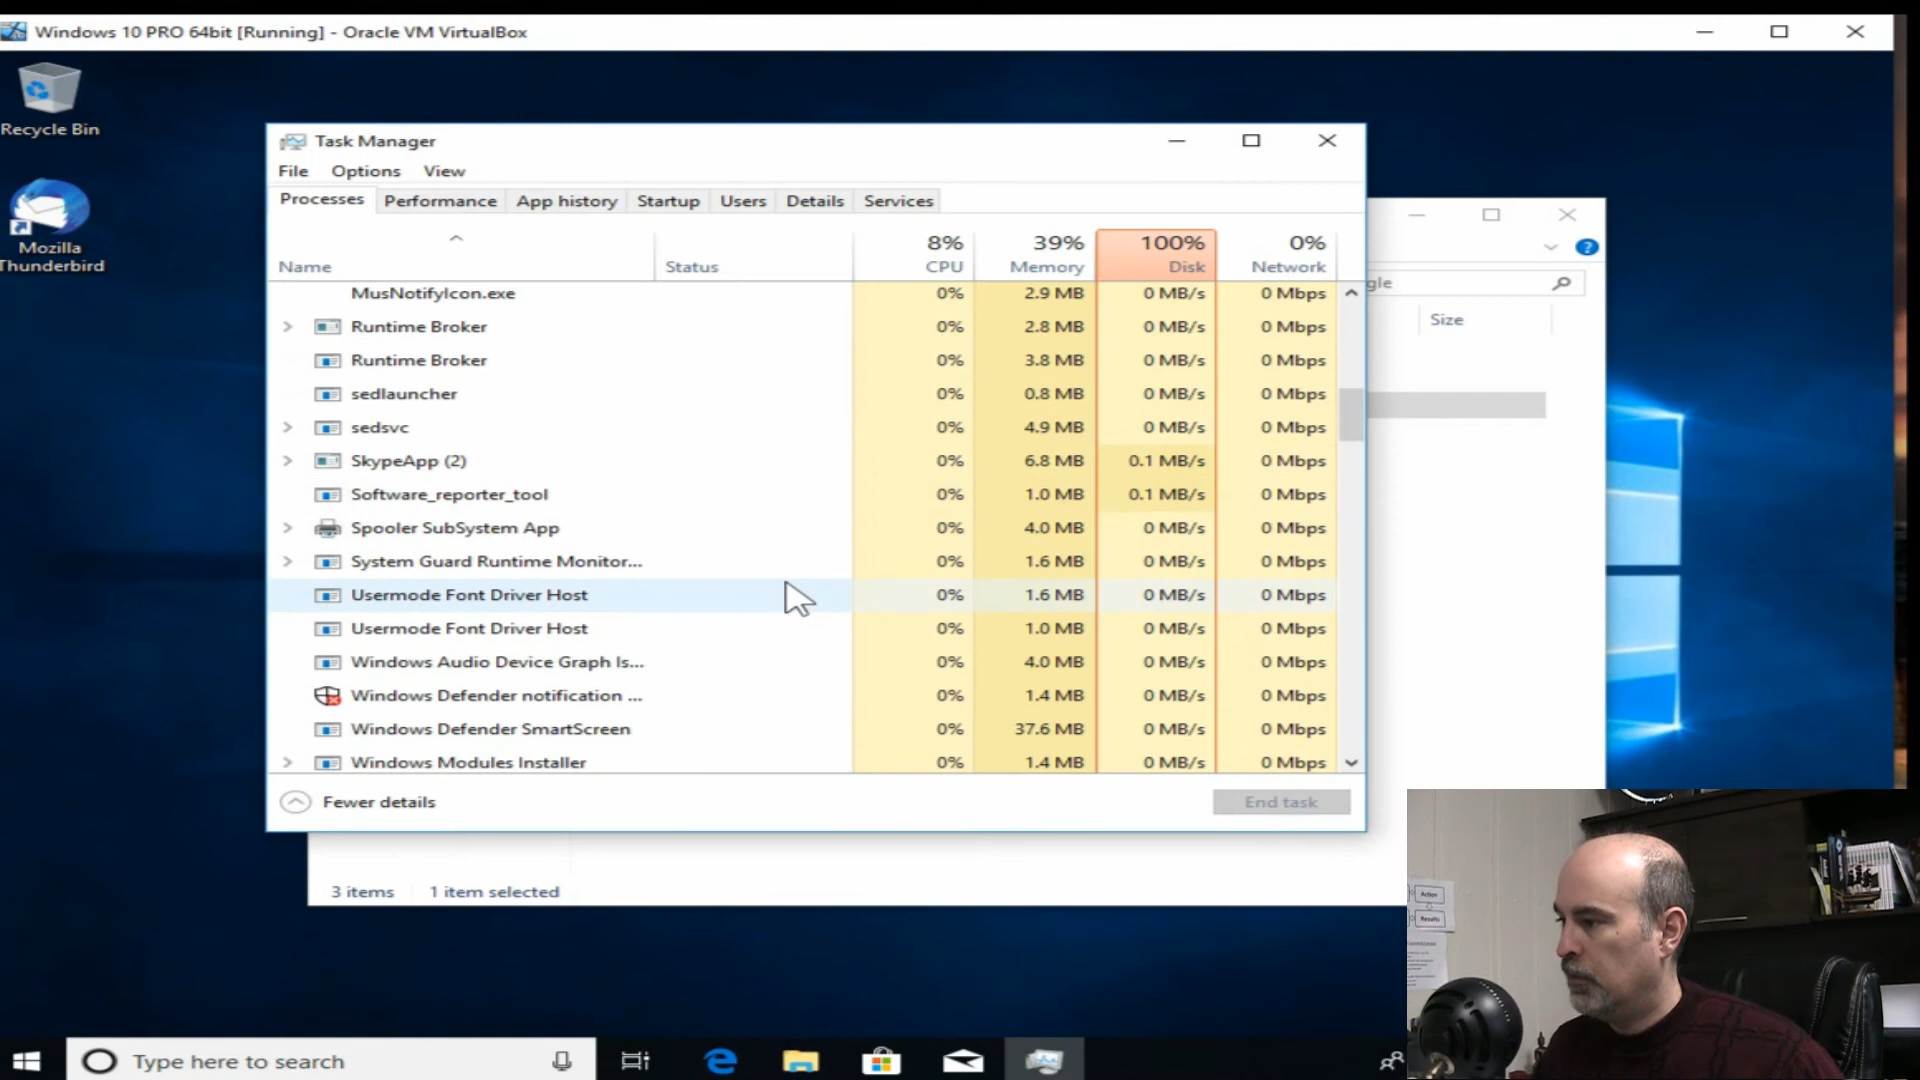 Windows 10 PRO 64bit [Running] - Oracle VM VirtualBox
Recycle Bin
Mozilla
Thunderbird
Task Manager
File Options View
Processes Performance App history Startup Users Details Services
8% 39% 100% 0%
Name Status CPU Memory Disk Network
MusNotifyIcon.exe 0% 2.9 MB 0 MB/s 0 Mbps
Runtime Broker 0% 2.8 MB 0 MB/s 0 Mbps
Runtime Broker 0% 3.8 MB 0 MB/s 0 Mbps
sedlauncher 0% 0.8 MB 0 MB/s 0 Mbps
sedsvc 0% 4.9 MB 0 MB/s 0 Mbps
SkypeApp (2) 0% 6.8 MB 0.1 MB/s 0 Mbps
Software_reporter_tool 0% 1.0 MB 0.1 MB/s 0 Mbps
Spooler SubSystem App 0% 4.0 MB 0 MB/s 0 Mbps
System Guard Runtime Monitor... 0% 1.6 MB 0 MB/s 0 Mbps
Usermode Font Driver Host 0% 1.6 MB 0 MB/s 0 Mbps
Usermode Font Driver Host 0% 1.0 MB 0 MB/s 0 Mbps
Windows Audio Device Graph Is... 0% 4.0 MB 0 MB/s 0 Mbps
Windows Defender notification ... 0% 1.4 MB 0 MB/s 0 Mbps
Windows Defender SmartScreen 0% 37.6 MB 0 MB/s 0 Mbps
Windows Modules Installer 0% 1.4 MB 0 MB/s 0 Mbps
Fewer details End task
gle
Size
3 items 1 item selected
Action
Results
Type here to search